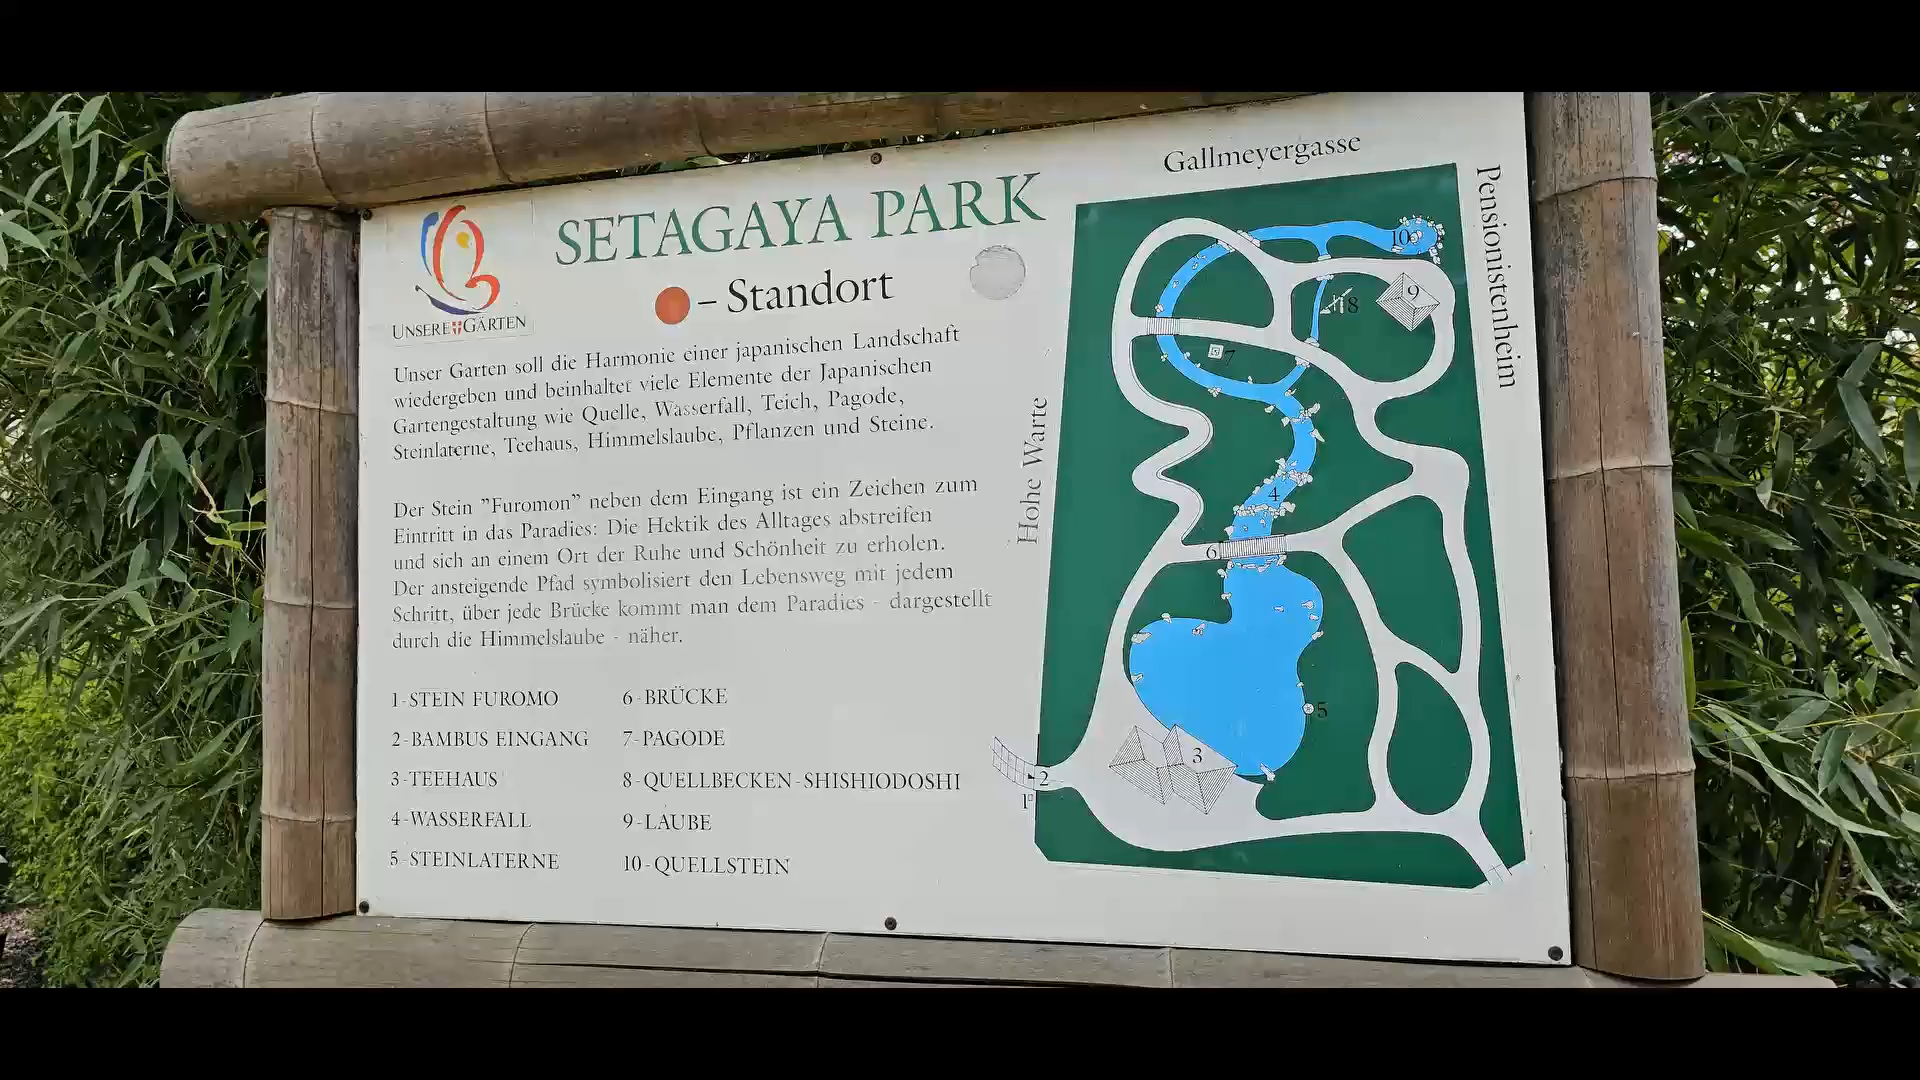 SETAGAYA PARK
– Standort
UNSERE GÄRTEN
Unser Garten soll die Harmonie einer japanischen Landschaft
wiedergeben und beinhaltet viele Elemente der Japanischen
Gartengestaltung wie Quelle, Wasserfall, Teich, Pagode,
Steinlaterne, Teehaus, Himmelslaube, Pflanzen und Steine.
Der Stein ”Furomon” neben dem Eingang ist ein Zeichen zum
Eintritt in das Paradies: Die Hektik des Alltages abstreifen
und sich an einem Ort der Ruhe und Schönheit zu erholen.
Der ansteigende Pfad symbolisiert den Lebensweg mit jedem
Schritt, über jede Brücke kommt man dem Paradies - dargestellt
durch die Himmelslaube - näher.
1-STEIN FUROMO
2-BAMBUS EINGANG
3-TEEHAUS
4-WASSERFALL
5-STEINLATERNE
6-BRÜCKE
7-PAGODE
8-QUELLBECKEN-SHISHIODOSHI
9-LAUBE
10-QUELLSTEIN
Gallmeyergasse
Pensionistenheim
Hohe Warte
10
9
8
7
4
6
5
3
2
1